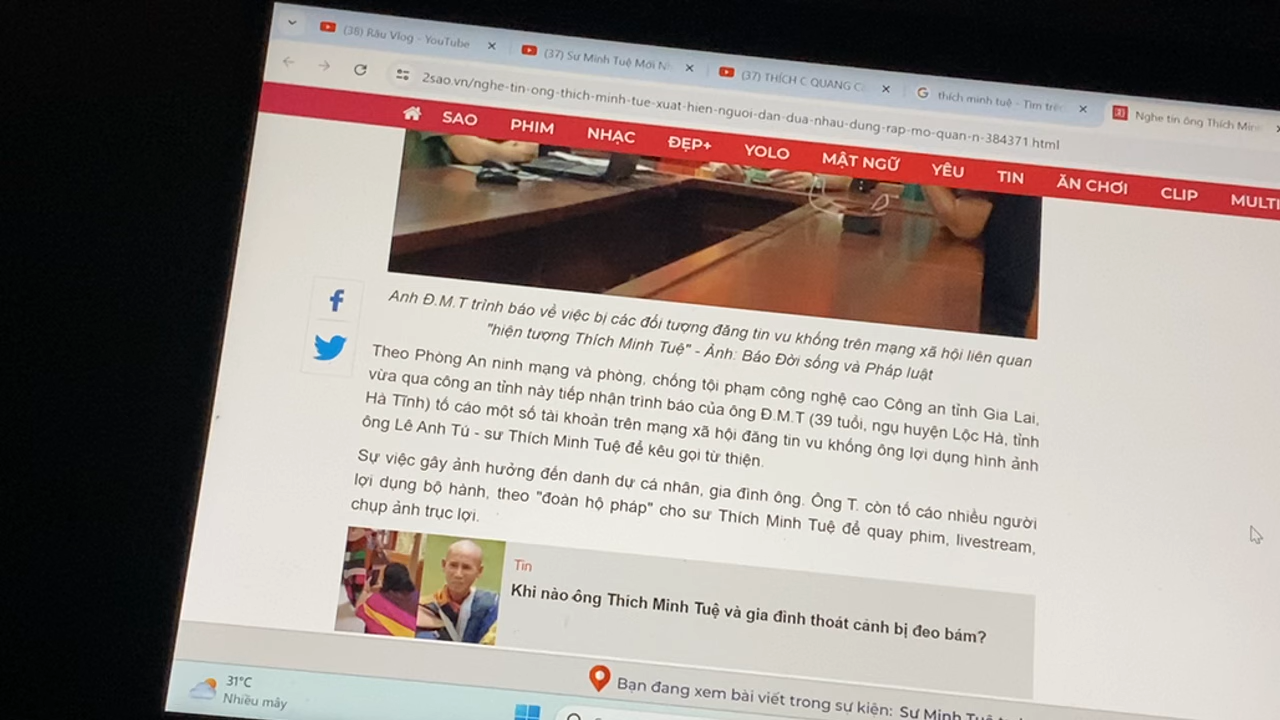 (38) Râu Vlog - YouTube
(37) Sư Minh Tuệ Mới N
(37) THÍCH C QUANG C
thích minh tuệ - Tìm trên
Nghe tin ông Thích Min
2sao.vn/nghe-tin-ong-thich-minh-tue-xuat-hien-nguoi-dan-dua-nhau-dung-rap-mo-quan-n-384371.html
SAO PHIM NHẠC ĐẸP+ YOLO MẬT NGỮ YÊU TIN ĂN CHƠI CLIP MULTI
Anh Đ.M.T trình báo về việc bị các đối tượng đăng tin vu khống trên mạng xã hội liên quan
"hiện tượng Thích Minh Tuệ" - Ảnh: Báo Đời sống và Pháp luật
Theo Phòng An ninh mạng và phòng, chống tội phạm công nghệ cao Công an tỉnh Gia Lai,
vừa qua công an tỉnh này tiếp nhận trình báo của ông Đ.M.T (39 tuổi, ngụ huyện Lộc Hà, tỉnh
Hà Tĩnh) tố cáo một số tài khoản trên mạng xã hội đăng tin vu khống ông lợi dụng hình ảnh
ông Lê Anh Tú - sư Thích Minh Tuệ để kêu gọi từ thiện.
Sự việc gây ảnh hưởng đến danh dự cá nhân, gia đình ông. Ông T. còn tố cáo nhiều người
lợi dụng bộ hành, theo "đoàn hộ pháp" cho sư Thích Minh Tuệ để quay phim, livestream,
chụp ảnh trục lợi.
Tin
Khi nào ông Thích Minh Tuệ và gia đình thoát cảnh bị đeo bám?
Bạn đang xem bài viết trong sự kiện: Sư Minh Tuệ
31°C
Nhiều mây